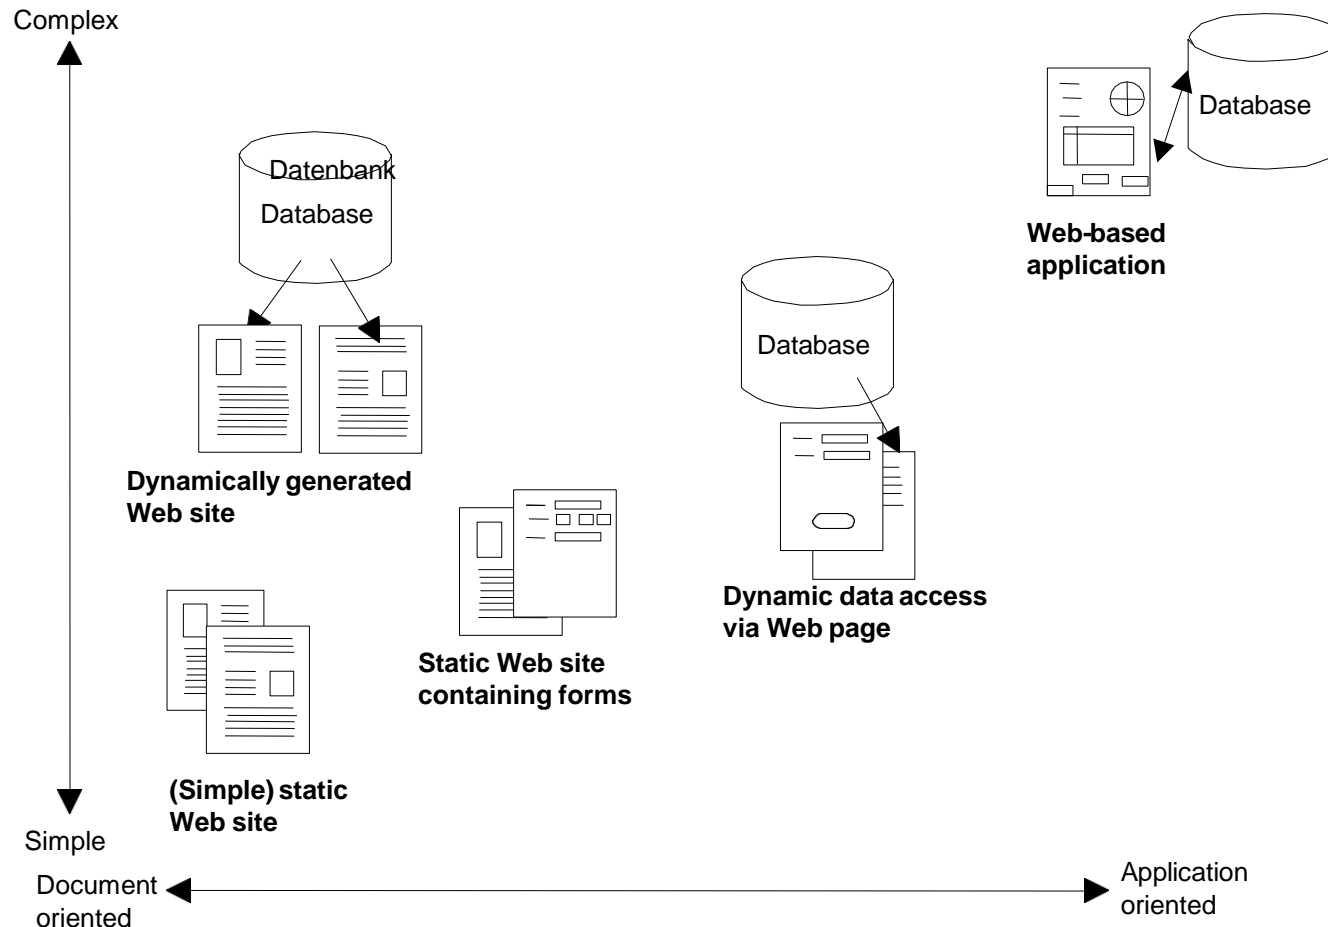 Complex
Database
Datenbank
Database
Web-based
application
Database
Dynamically generated
Web site
Dynamic data access
via Web page
Static Web site
containing forms
(Simple) static
Web site
Simple
Document
oriented
Application
oriented